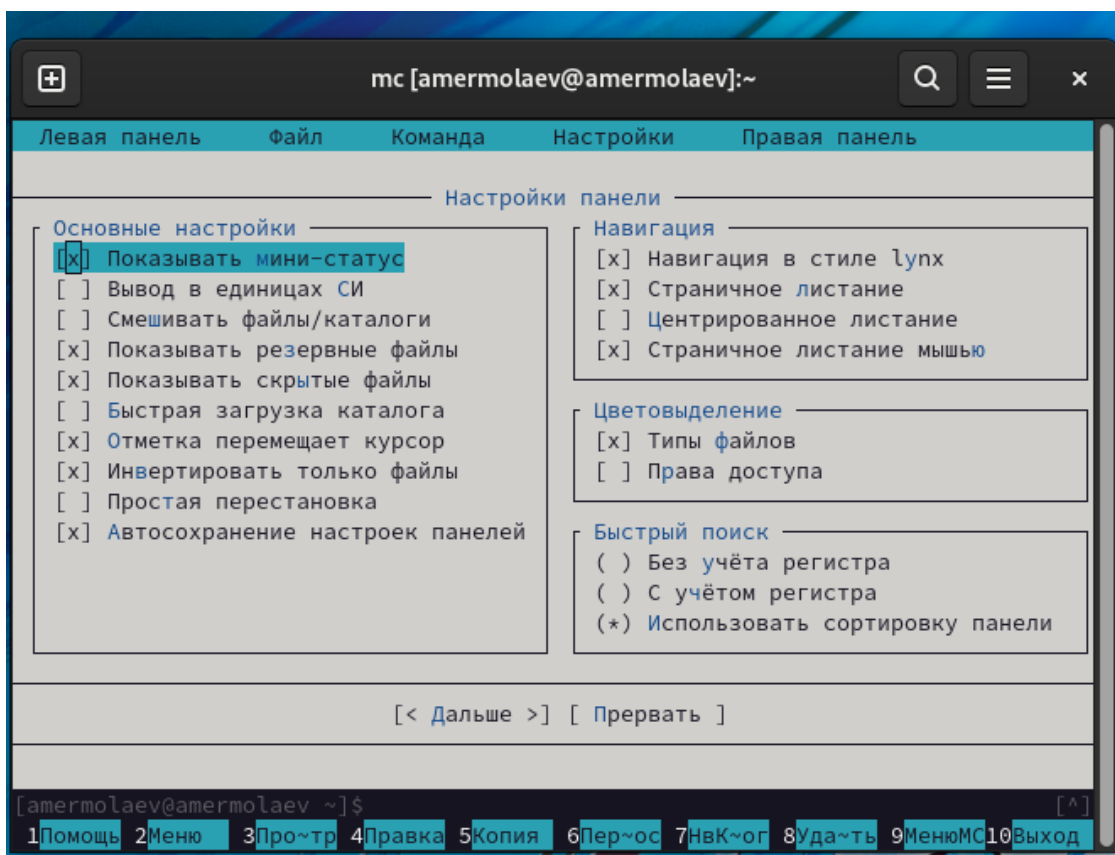 mc [amermolaev@amermolaev]:~
Левая панель Файл Команда Настройки Правая панель
Настройки панели
Основные настройки
[x] Показывать мини-статус
[ ] Вывод в единицах СИ
[ ] Смешивать файлы/каталоги
[x] Показывать резервные файлы
[x] Показывать скрытые файлы
[ ] Быстрая загрузка каталога
[x] Отметка перемещает курсор
[x] Инвертировать только файлы
[ ] Простая перестановка
[x] Автосохранение настроек панелей
Навигация
[x] Навигация в стиле lynx
[x] Страничное листание
[ ] Центрированное листание
[x] Страничное листание мышью
Цветовыделение
[x] Типы файлов
[ ] Права доступа
Быстрый поиск
( ) Без учёта регистра
( ) С учётом регистра
(*) Использовать сортировку панели
[< Дальше >] [ Прервать ]
[amermolaev@amermolaev ~]$ [^]
1Помощь 2Меню 3Про~тр 4Правка 5Копия 6Пер~ос 7НвК~ог 8Уда~ть 9МенюMC10Выход